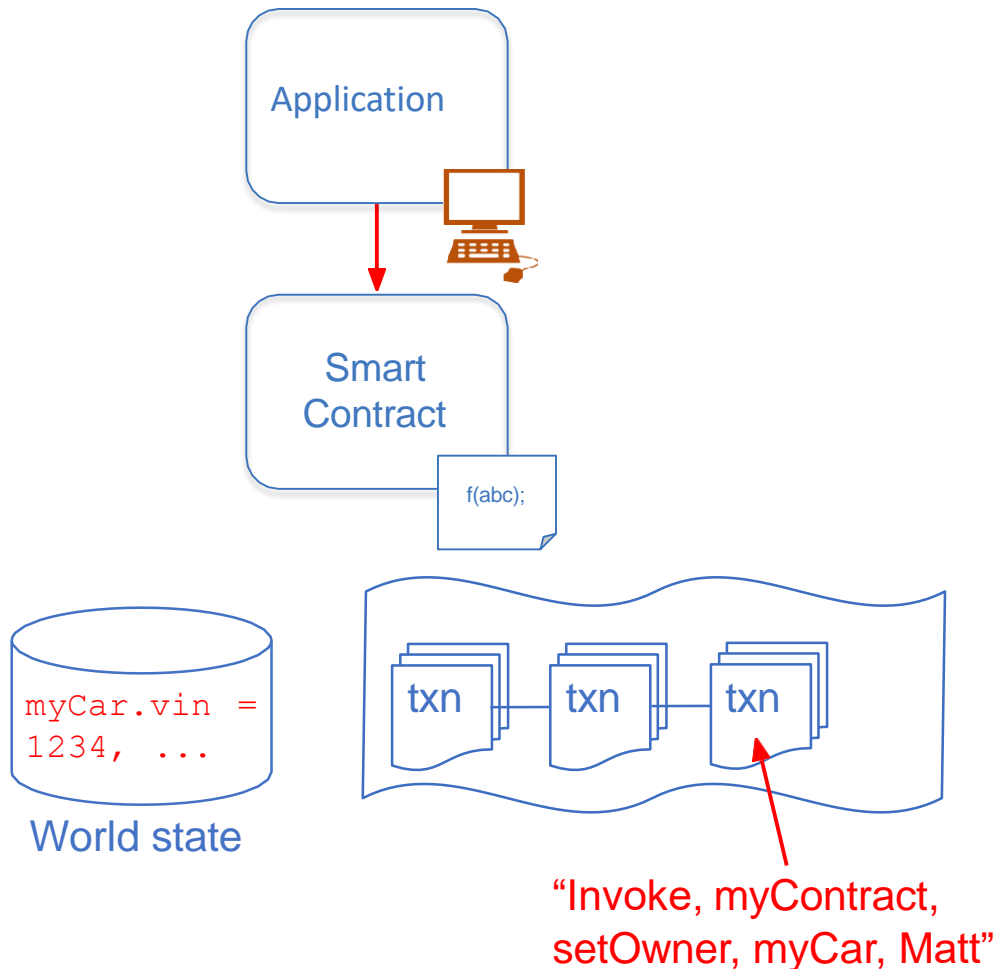 Application
Smart
Contract
f(abc);
txn
txn
txn
myCar.vin =
1234, ...
World state
“Invoke, myContract,
setOwner, myCar, Matt”